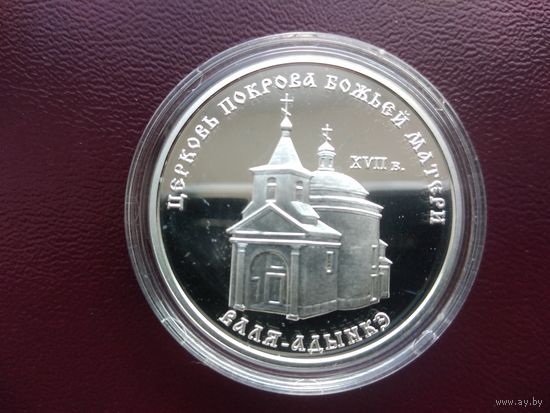 ЦЕРКОВЬ ПОКРОВА БОЖЬЕЙ МАТЕРИ
XVII в.
ВАЛЯ-АДЫНКЭ
www.ay.by